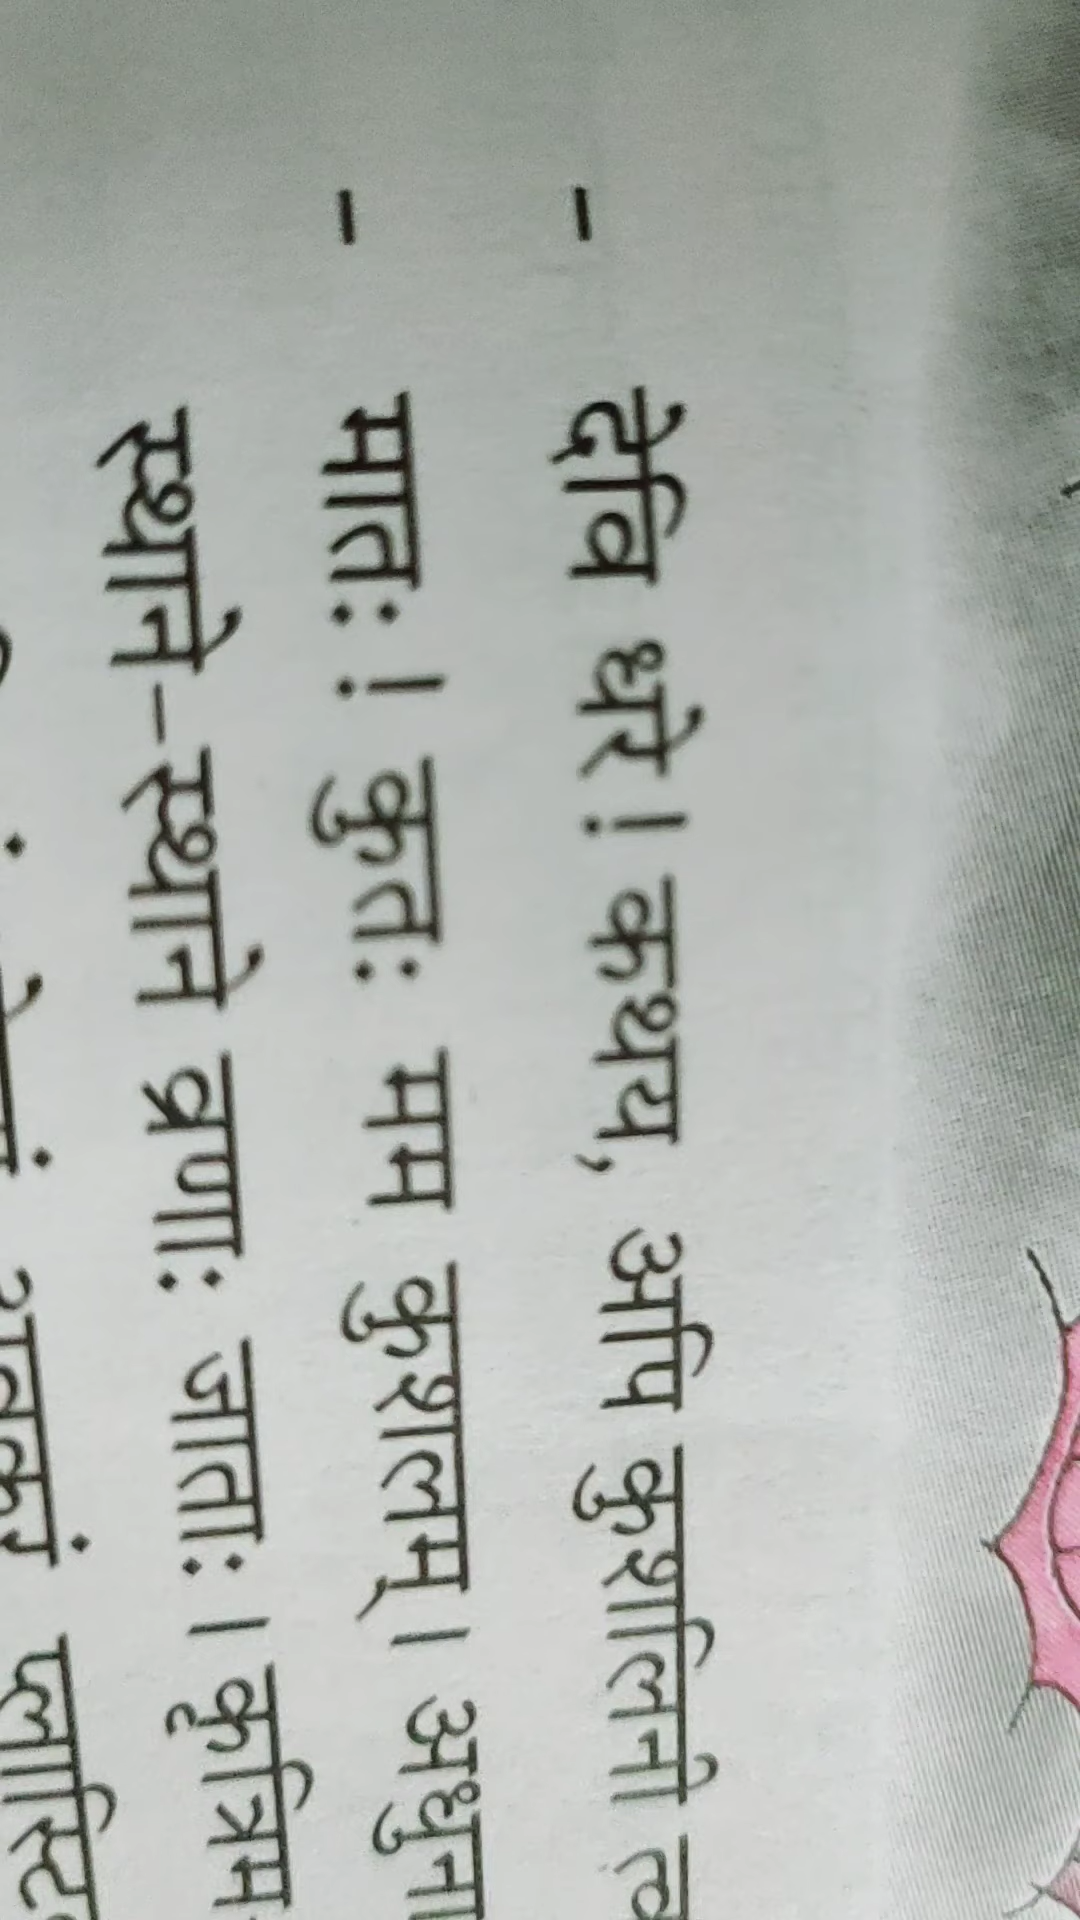 - देवि धरे ! कथय, अपि कुशलिनी
- मातः ! कुतः मम कुशलम् । अधुना
स्थाने-स्थाने व्रणाः जाताः । कृत्रिम